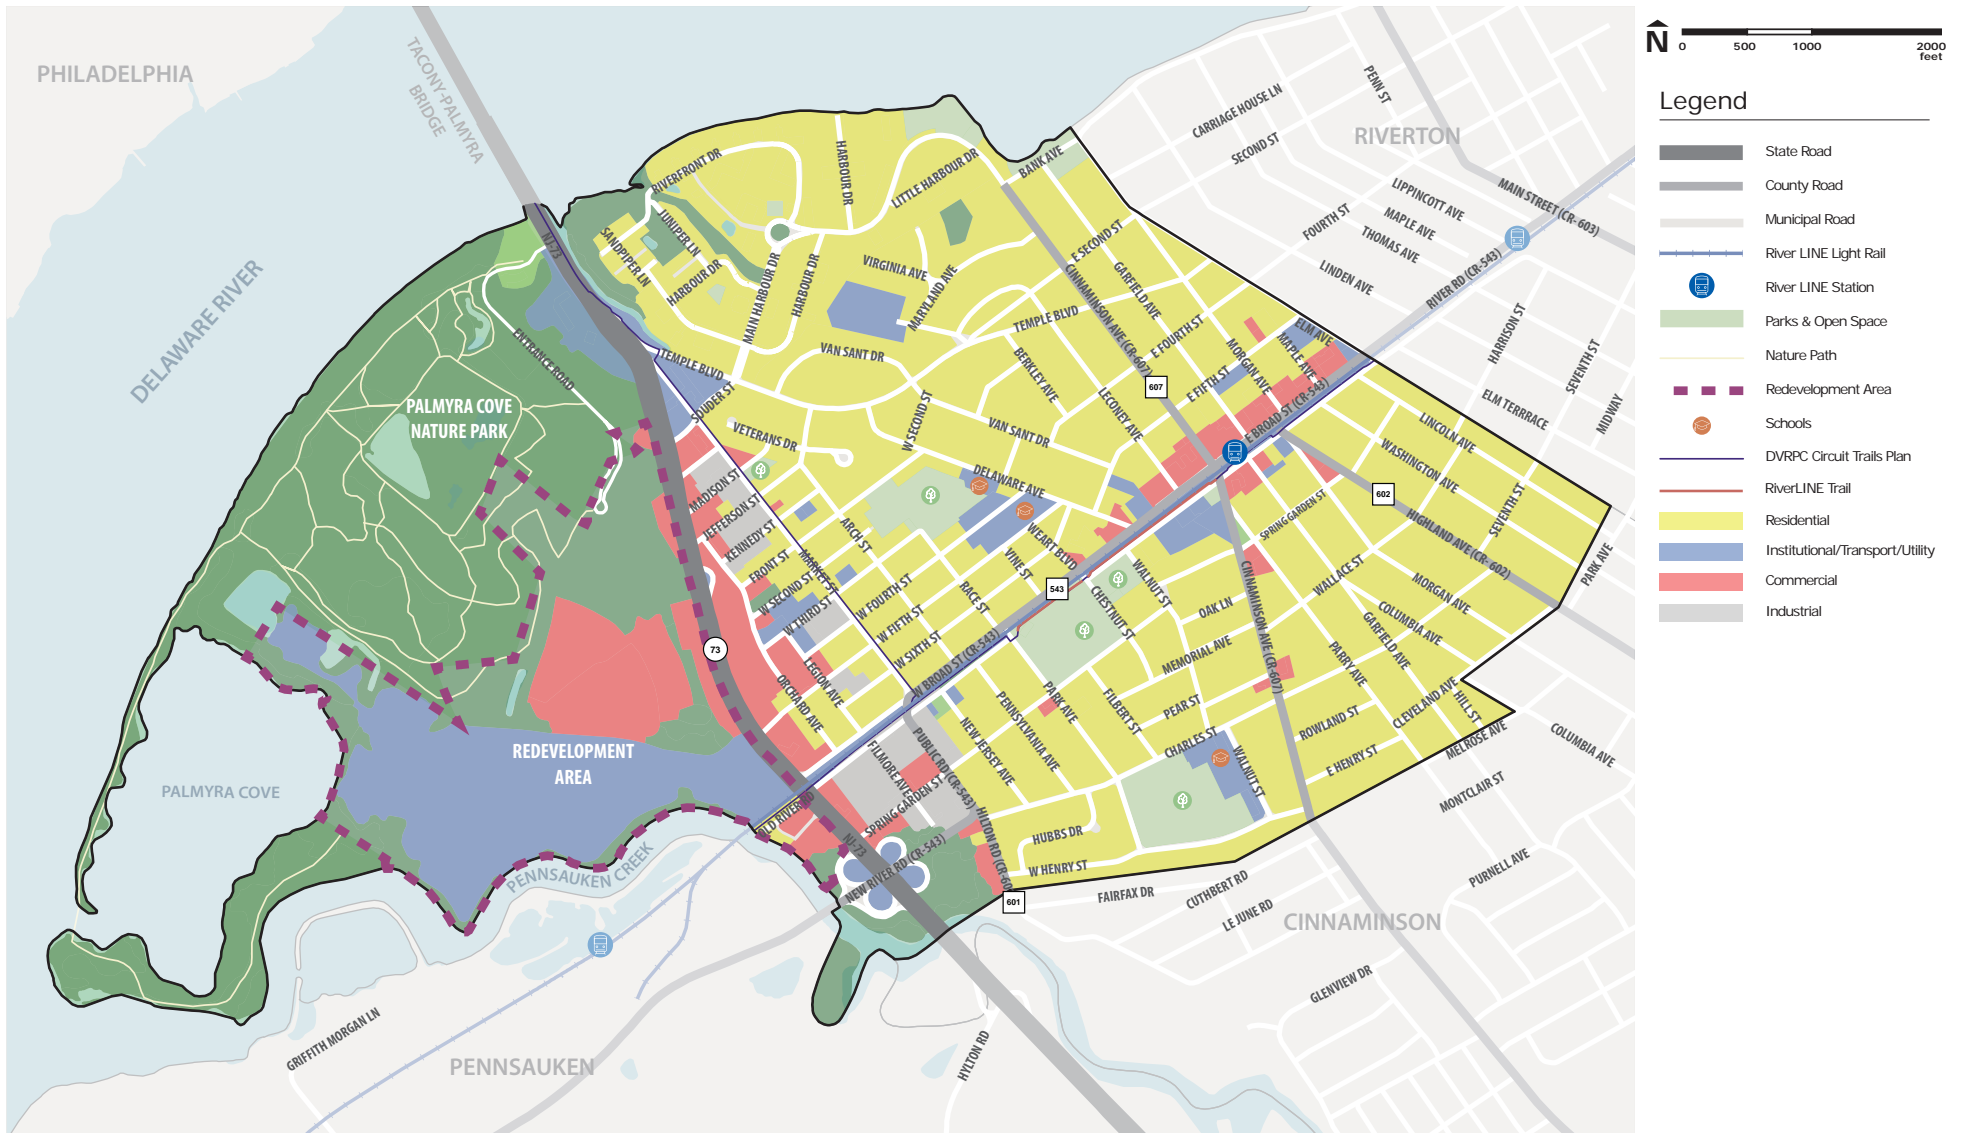 PHILADELPHIA
TACONY-PALMYRA
BRIDGE
DELAWARE RIVER
RIVERTON
CARRIAGE HOUSE LN
SECOND ST
PENN ST
LIPPINCOTT AVE
MAPLE AVE
THOMAS AVE
FOURTH ST
LINDEN AVE
MAIN STREET (CR-603)
RIVER RD (CR-543)
HARRISON ST
SEVENTH ST
MIDWAY
ELM TERRRACE
RIVERFRONT DR
HARBOUR DR
LITTLE HARBOUR DR
BANK AVE
JUNIPER LN
SANDPIPER LN
HARBOUR DR
MAIN HARBOUR DR
HARBOUR DR
VIRGINIA AVE
MARYLAND AVE
E SECOND ST
CINNAMINSON AVE (CR-607)
GARFIELD AVE
TEMPLE BLVD
E FOURTH ST
NJ-73
ENTRANCE ROAD
TEMPLE BLVD
SOUDER ST
VAN SANT DR
BERKLEY AVE
LECONEY AVE
E FIFTH ST
MORGAN AVE
MAPLE AVE
ELM AVE
E BROAD ST (CR-543)
607
PALMYRA COVE
NATURE PARK
VETERANS DR
W SECOND ST
VAN SANT DR
DELAWARE AVE
LINCOLN AVE
WASHINGTON AVE
602
HIGHLAND AVE (CR-602)
SEVENTH ST
SPRING GARDEN ST
PARK AVE
MADISON ST
JEFFERSON ST
KENNEDY ST
FRONT ST
W SECOND ST
W THIRD ST
MARKET ST
ARCH ST
W FOURTH ST
W FIFTH ST
W SIXTH ST
RACE ST
VINE ST
WEART BLVD
543
WALNUT ST
CHESTNUT ST
OAK LN
MEMORIAL AVE
CINNAMINSON AVE (CR-607)
WALLACE ST
MORGAN AVE
COLUMBIA AVE
GARFIELD AVE
PARRY AVE
73
LEGION AVE
ORCHARD AVE
W BROAD ST (CR-543)
PARK AVE
FILBERT ST
PEAR ST
CHARLES ST
WALNUT ST
ROWLAND ST
CLEVELAND AVE
HILL ST
E HENRY ST
MELROSE AVE
COLUMBIA AVE
MONTCLAIR ST
REDEVELOPMENT
AREA
PALMYRA COVE
PENNSAUKEN CREEK
OLD RIVER RD
FILMORE AVE
PUBLIC RD (CR-543)
SPRING GARDEN ST
NEW JERSEY AVE
PENNSYLVANIA AVE
NJ-73
NEW RIVER RD (CR-543)
HUBBS DR
W HENRY ST
601
FAIRFAX DR
CUTHBERT RD
LE JUNE RD
CINNAMINSON
PURNELL AVE
GLENVIEW DR
GRIFFITH MORGAN LN
PENNSAUKEN
HYLTON RD
N
0 500 1000 2000
feet
Legend
State Road
County Road
Municipal Road
River LINE Light Rail
River LINE Station
Parks & Open Space
Nature Path
Redevelopment Area
Schools
DVRPC Circuit Trails Plan
RiverLINE Trail
Residential
Institutional/Transport/Utility
Commercial
Industrial